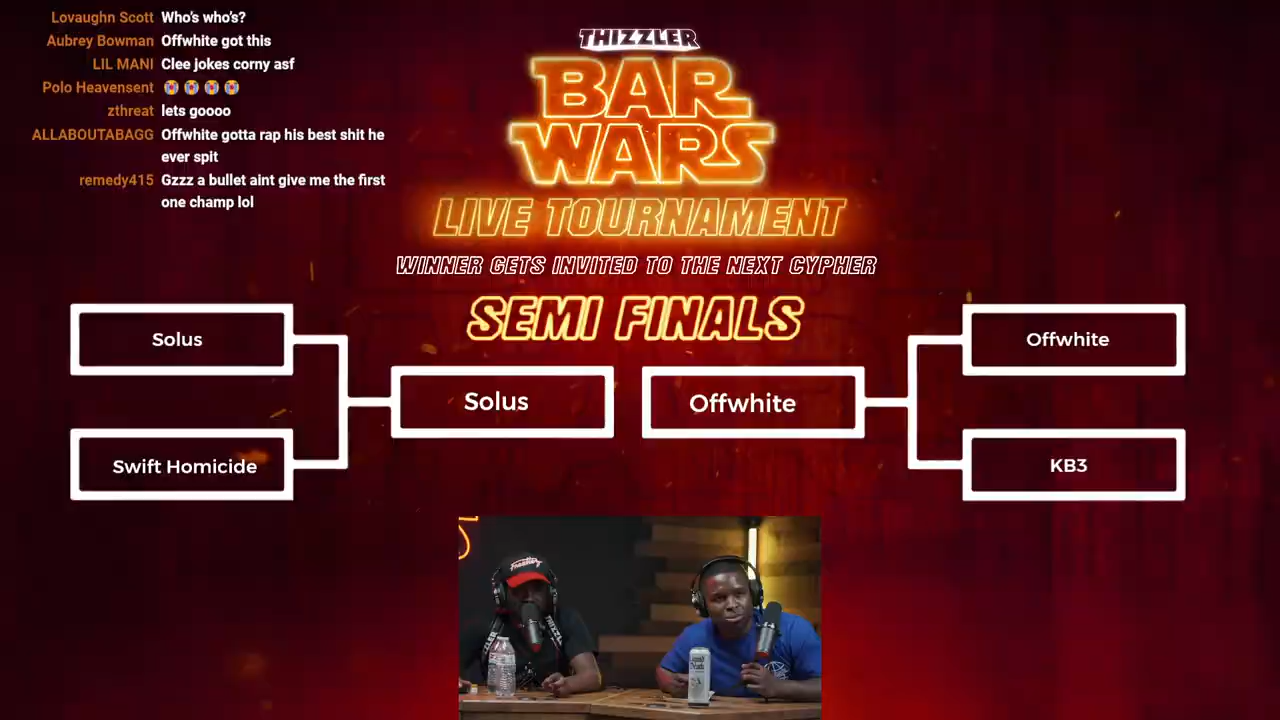 Lovaughn Scott Who's who's?
Aubrey Bowman Offwhite got this
LIL MANI Clee jokes corny asf
Polo Heavensent 😭 😭 😭 😭
zthreat lets goooo
ALLABOUTABAGG Offwhite gotta rap his best shit he
ever spit
remedy415 Gzzz a bullet aint give me the first
one champ lol
THIZZLER
BAR
WARS
LIVE TOURNAMENT
WINNER GETS INVITED TO THE NEXT CYPHER
SEMI FINALS
Solus
Offwhite
Solus
Offwhite
Swift Homicide
KB3